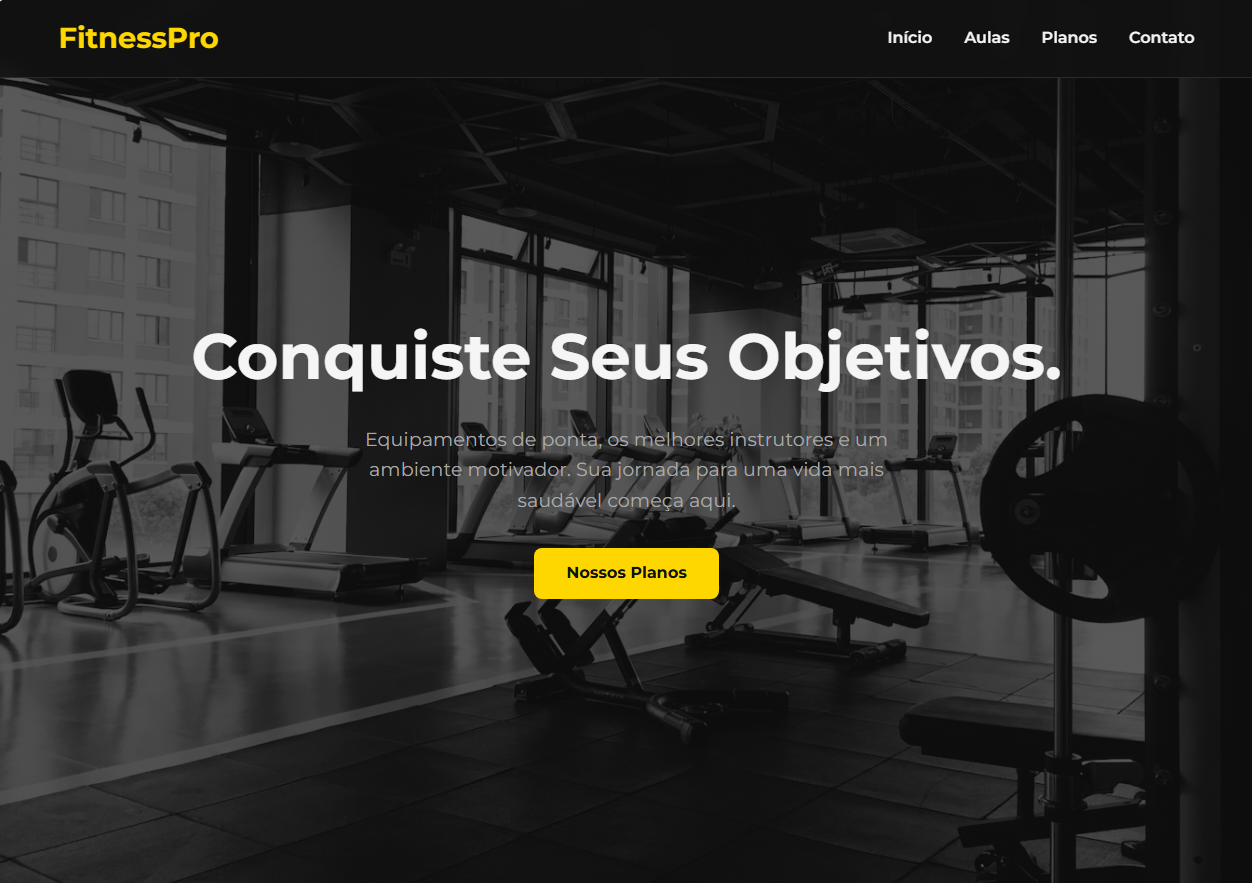 FitnessPro
Início Aulas Planos Contato
Conquiste Seus Objetivos.
Equipamentos de ponta, os melhores instrutores e um
ambiente motivador. Sua jornada para uma vida mais
saudável começa aqui.
Nossos Planos